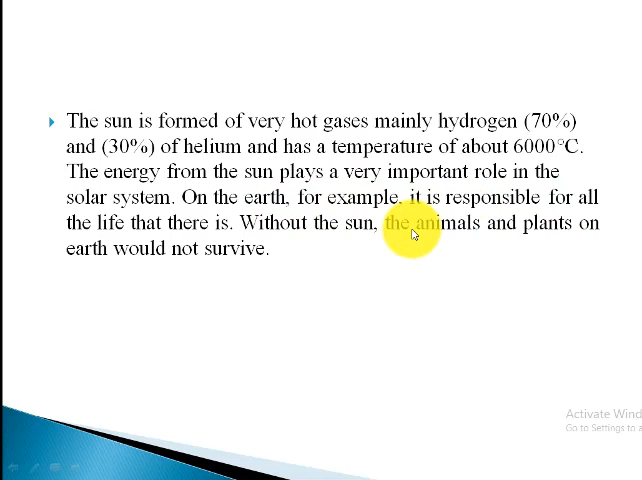 The sun is formed of very hot gases mainly hydrogen (70%)
and (30%) of helium and has a temperature of about 6000°C.
The energy from the sun plays a very important role in the
solar system. On the earth, for example, it is responsible for all
the life that there is. Without the sun, the animals and plants on
earth would not survive.
Activate Wind
Go to Settings to a